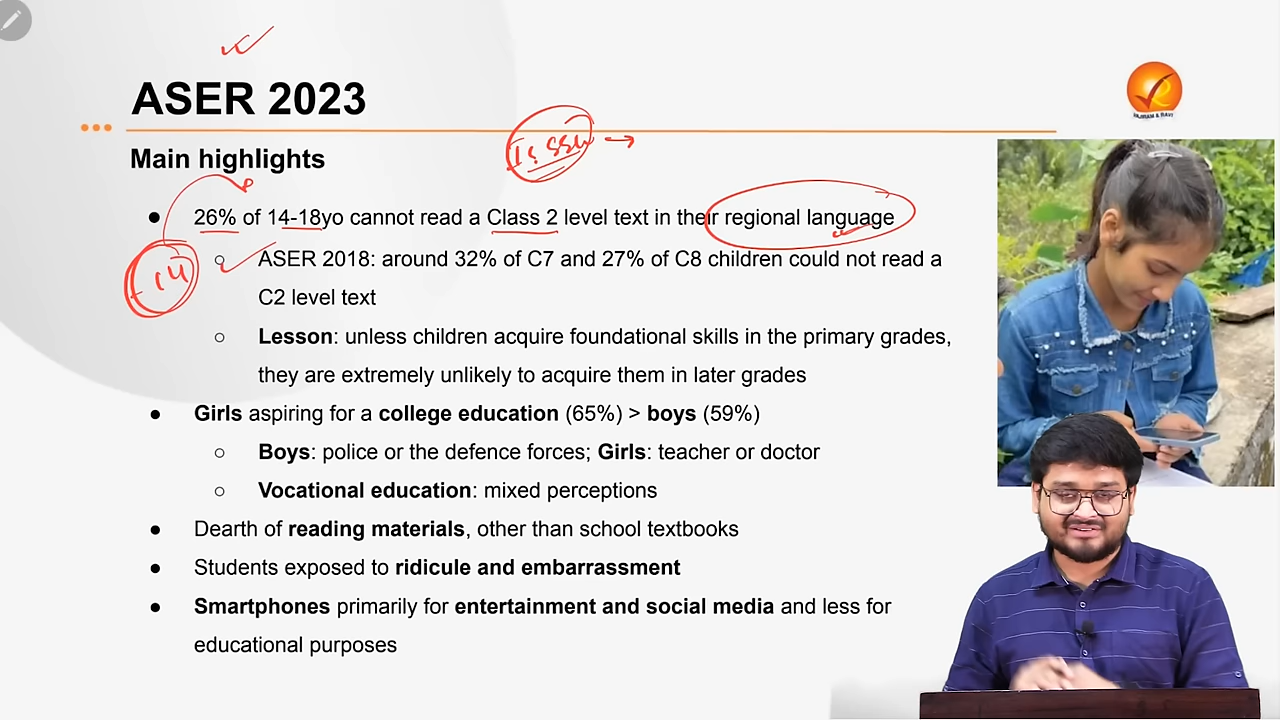 ASER 2023
Main highlights
Issue →
● 26% of 14-18yo cannot read a Class 2 level text in their regional language
14
○ ASER 2018: around 32% of C7 and 27% of C8 children could not read a
C2 level text
○ Lesson: unless children acquire foundational skills in the primary grades,
they are extremely unlikely to acquire them in later grades
● Girls aspiring for a college education (65%) > boys (59%)
○ Boys: police or the defence forces; Girls: teacher or doctor
○ Vocational education: mixed perceptions
● Dearth of reading materials, other than school textbooks
● Students exposed to ridicule and embarrassment
● Smartphones primarily for entertainment and social media and less for
educational purposes
VAJIRAM & RAVI